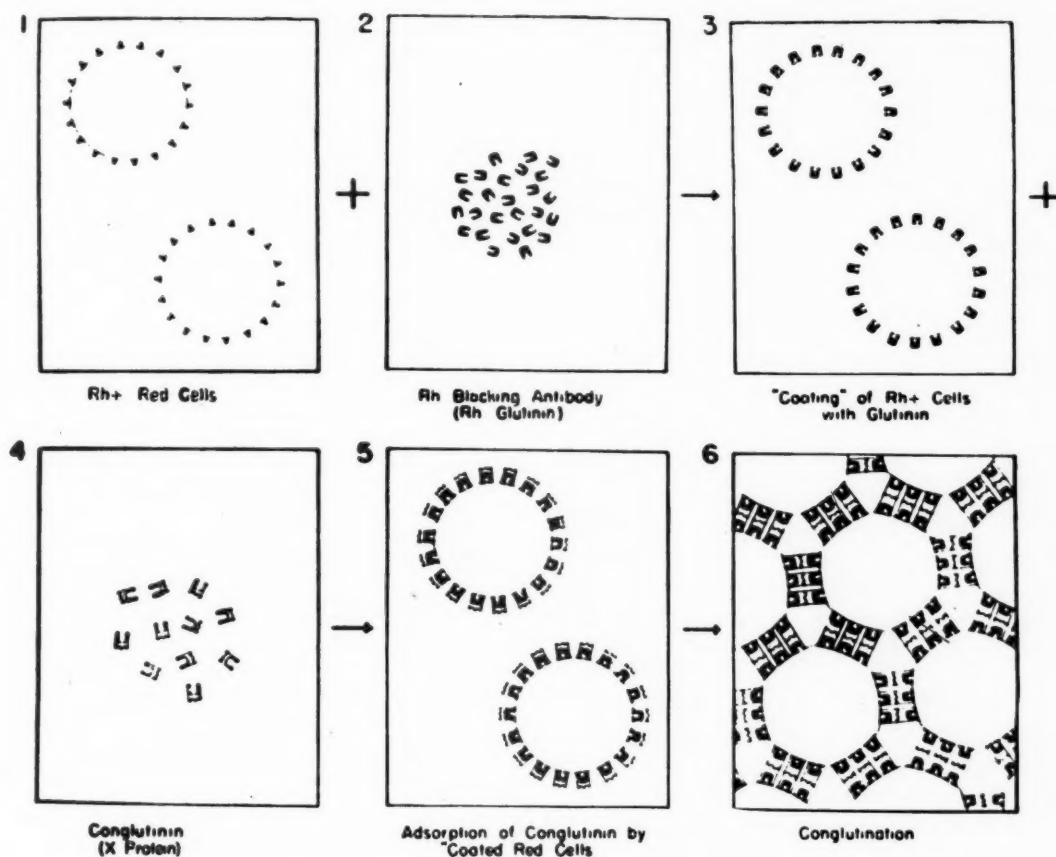 1
2
3
+
→
+
Rh+ Red Cells
Rh Blocking Antibody
(Rh Glutinin)
"Coating" of Rh+ Cells
with Glutinin
4
5
6
→
→
Conglutinin
(X Protein)
Adsorption of Conglutinin by
"Coated Red Cells
Conglutination